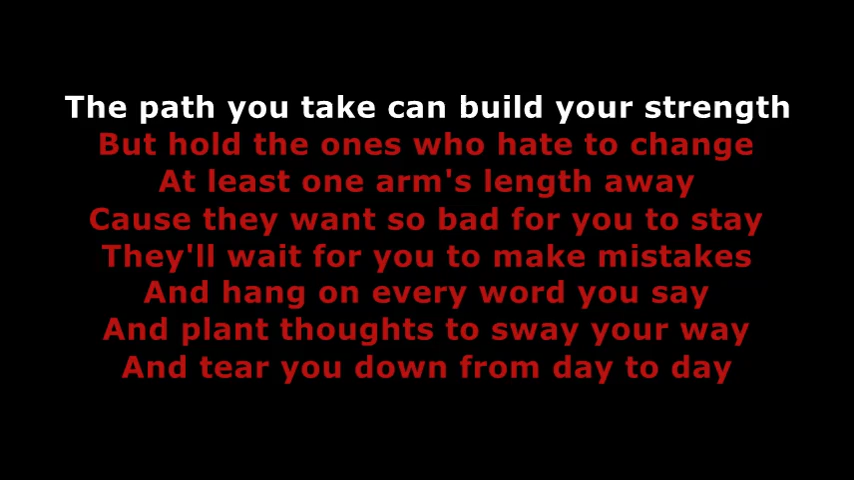 The path you take can build your strength
But hold the ones who hate to change
At least one arm's length away
Cause they want so bad for you to stay
They'll wait for you to make mistakes
And hang on every word you say
And plant thoughts to sway your way
And tear you down from day to day